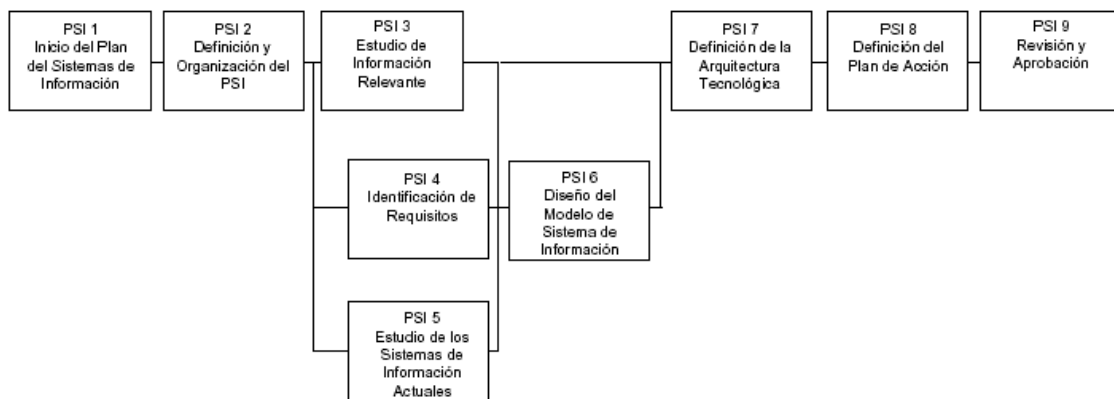 PSI 1
Inicio del Plan
del Sistemas de
Información
PSI 2
Definición y
Organización del
PSI
PSI 3
Estudio de
Información
Relevante
PSI 7
Definición de la
Arquitectura
Tecnológica
PSI 8
Definición del
Plan de Acción
PSI 9
Revisión y
Aprobación
PSI 4
Identificación de
Requisitos
PSI 6
Diseño del
Modelo de
Sistema de
Información
PSI 5
Estudio de los
Sistemas de
Información
Actuales